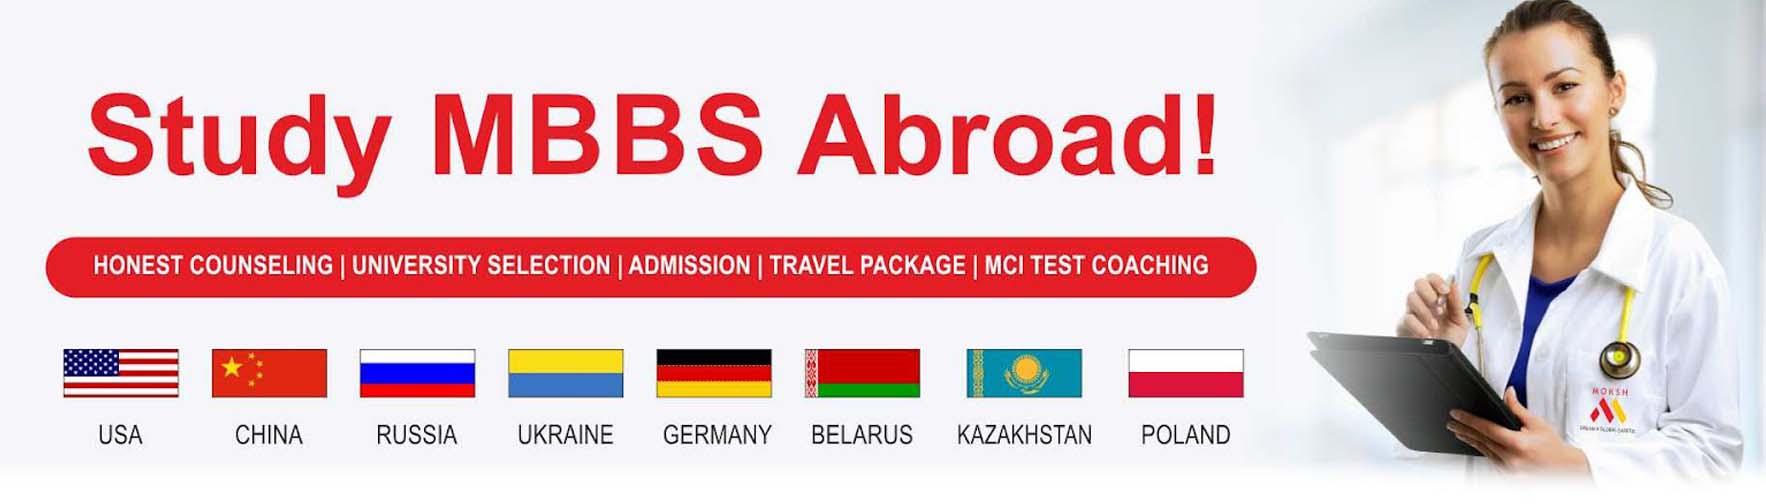 Study MBBS Abroad!
HONEST COUNSELING | UNIVERSITY SELECTION | ADMISSION | TRAVEL PACKAGE | MCI TEST COACHING
USA
CHINA
RUSSIA
UKRAINE
GERMANY
BELARUS
KAZAKHSTAN
POLAND
MOKSH